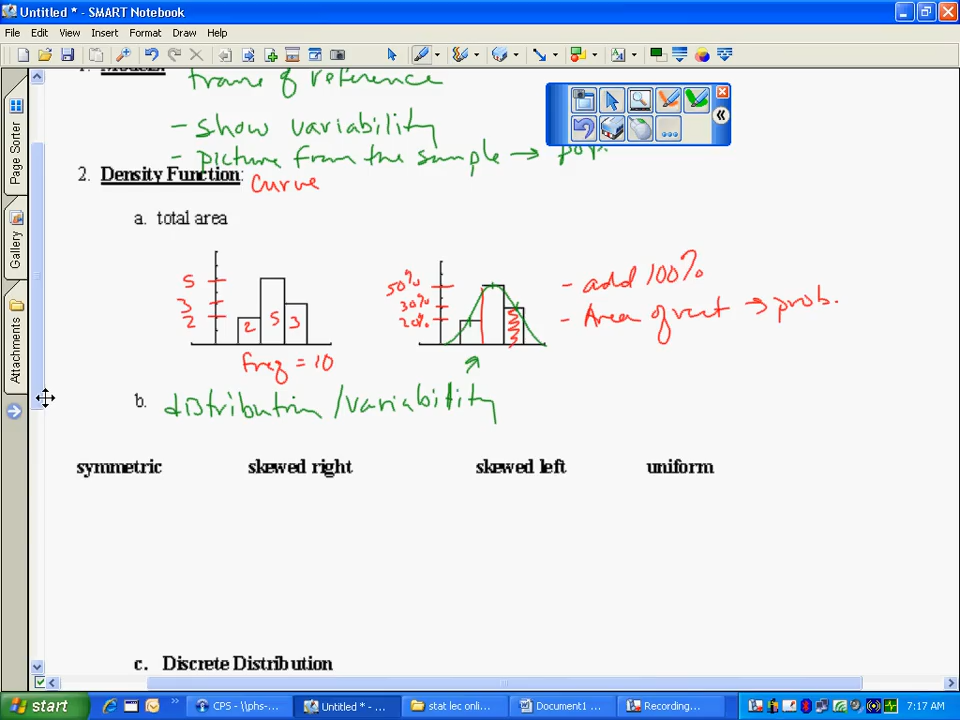 Untitled * - SMART Notebook
File Edit View Insert Format Draw Help
Page Sorter
Gallery
Attachments
frame of reference
- show variability
- picture from the sample → pop.
2. Density Function: Curve
a. total area
5
3
2
2 5 3
freq = 10
50%
30%
20%
- add 100%
- Area of rect → prob.
b. distribution/variability
symmetric skewed right skewed left uniform
c. Discrete Distribution
start CPS - \\phs-... Untitled * - ... stat lec onli... Document1 ... Recording... 7:17 AM